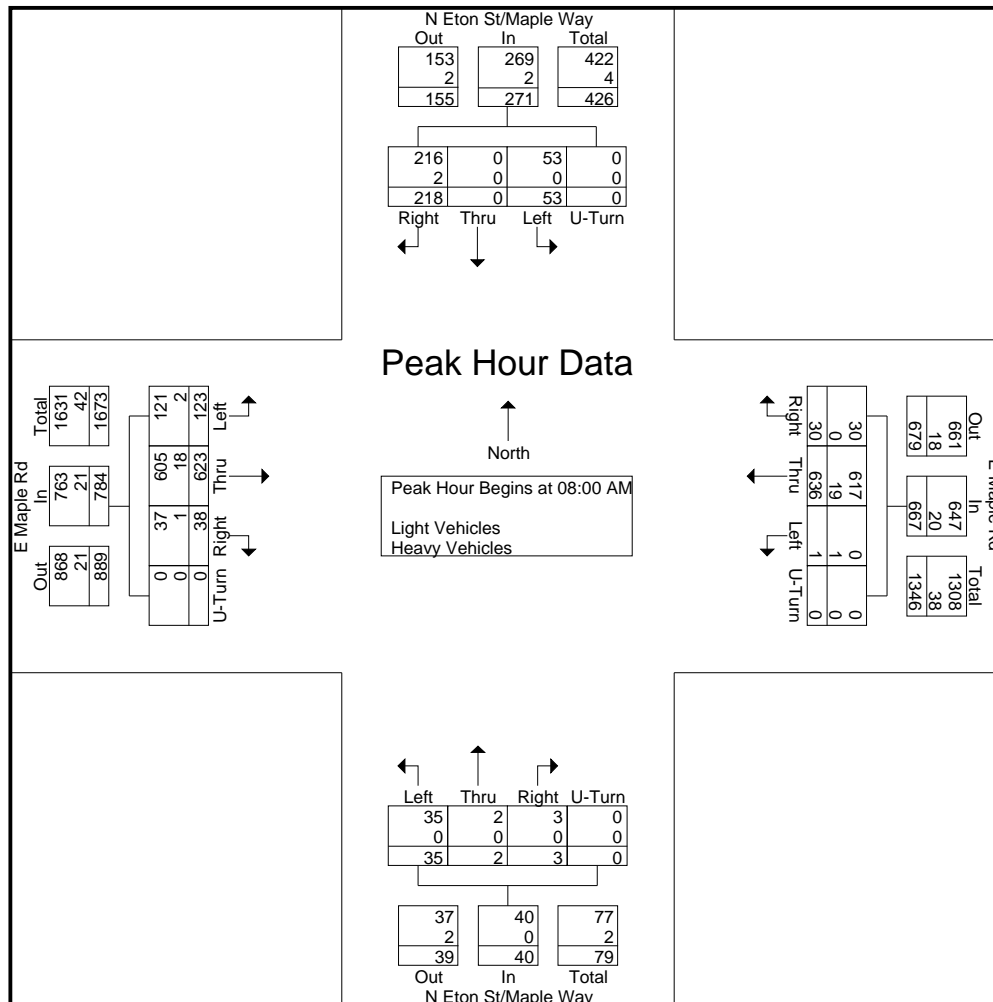 N Eton St/Maple Way
Out In Total
153 269 422
2 2 4
155 271 426
216 0 53 0
2 0 0 0
218 0 53 0
Right Thru Left U-Turn
Peak Hour Data
North
Peak Hour Begins at 08:00 AM
Light Vehicles
Heavy Vehicles
E Maple Rd
Out In Total
868 763 1631
21 21 42
889 784 1673
0 37 605 121
0 1 18 2
0 38 623 123
U-Turn Right Thru Left
E Maple Rd
Out In Total
661 647 1308
18 20 38
679 667 1346
30 617 0 0
0 19 1 0
30 636 1 0
Right Thru Left U-Turn
Left Thru Right U-Turn
35 2 3 0
0 0 0 0
35 2 3 0
37 40 77
2 0 2
39 40 79
Out In Total
N Eton St/Maple Way